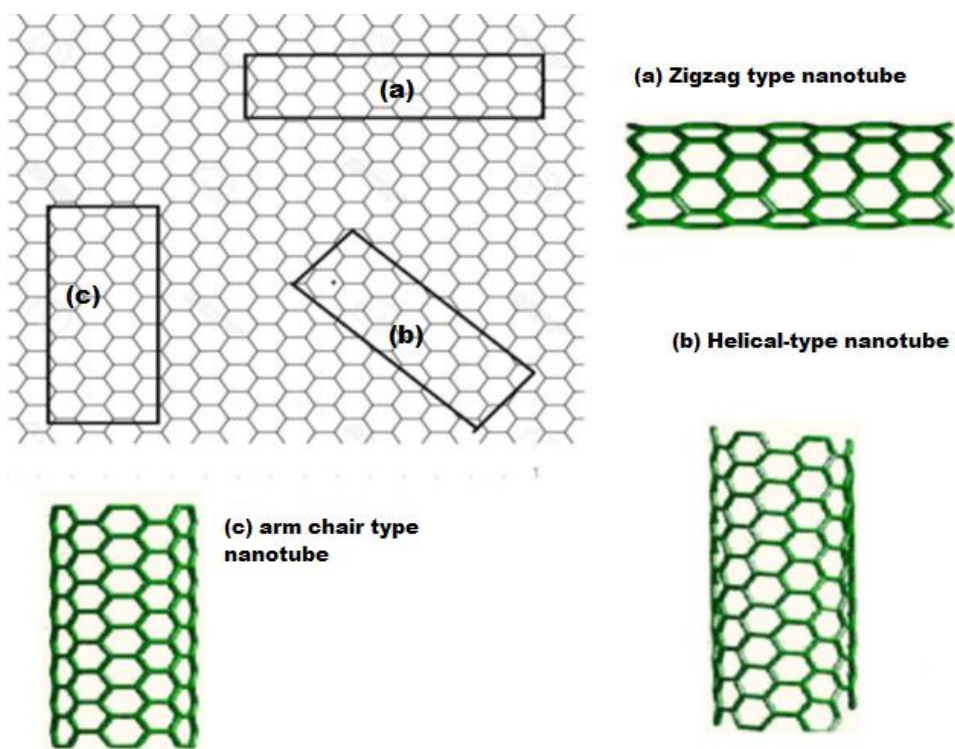 (a)
(a) Zigzag type nanotube
(c)
(b)
(b) Helical-type nanotube
(c) arm chair type
nanotube